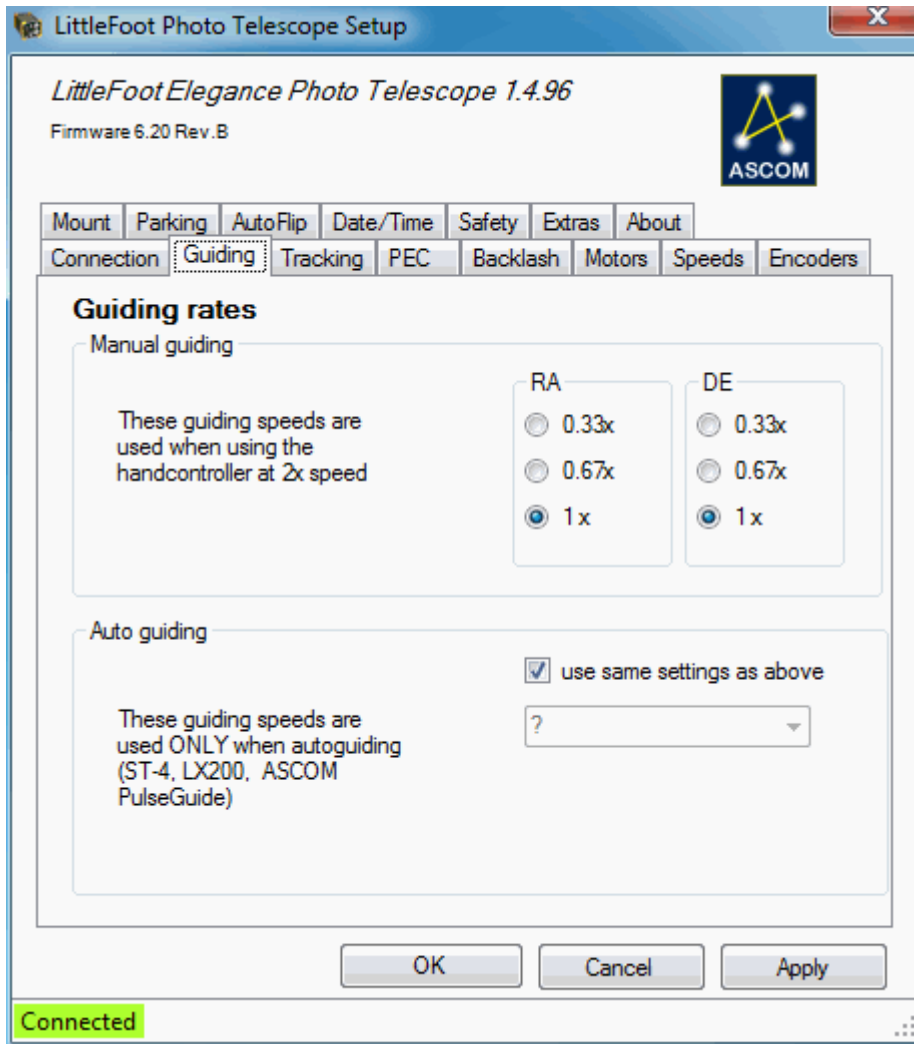 LittleFoot Photo Telescope Setup
LittleFoot Elegance Photo Telescope 1.4.96
Firmware 6.20 Rev.B
ASCOM
Mount Parking AutoFlip Date/Time Safety Extras About
Connection Guiding Tracking PEC Backlash Motors Speeds Encoders
Guiding rates
Manual guiding
These guiding speeds are
used when using the
handcontroller at 2x speed
RA
0.33x
0.67x
1 x
DE
0.33x
0.67x
1 x
Auto guiding
use same settings as above
?
These guiding speeds are
used ONLY when autoguiding
(ST-4, LX200, ASCOM
PulseGuide)
OK Cancel Apply
Connected